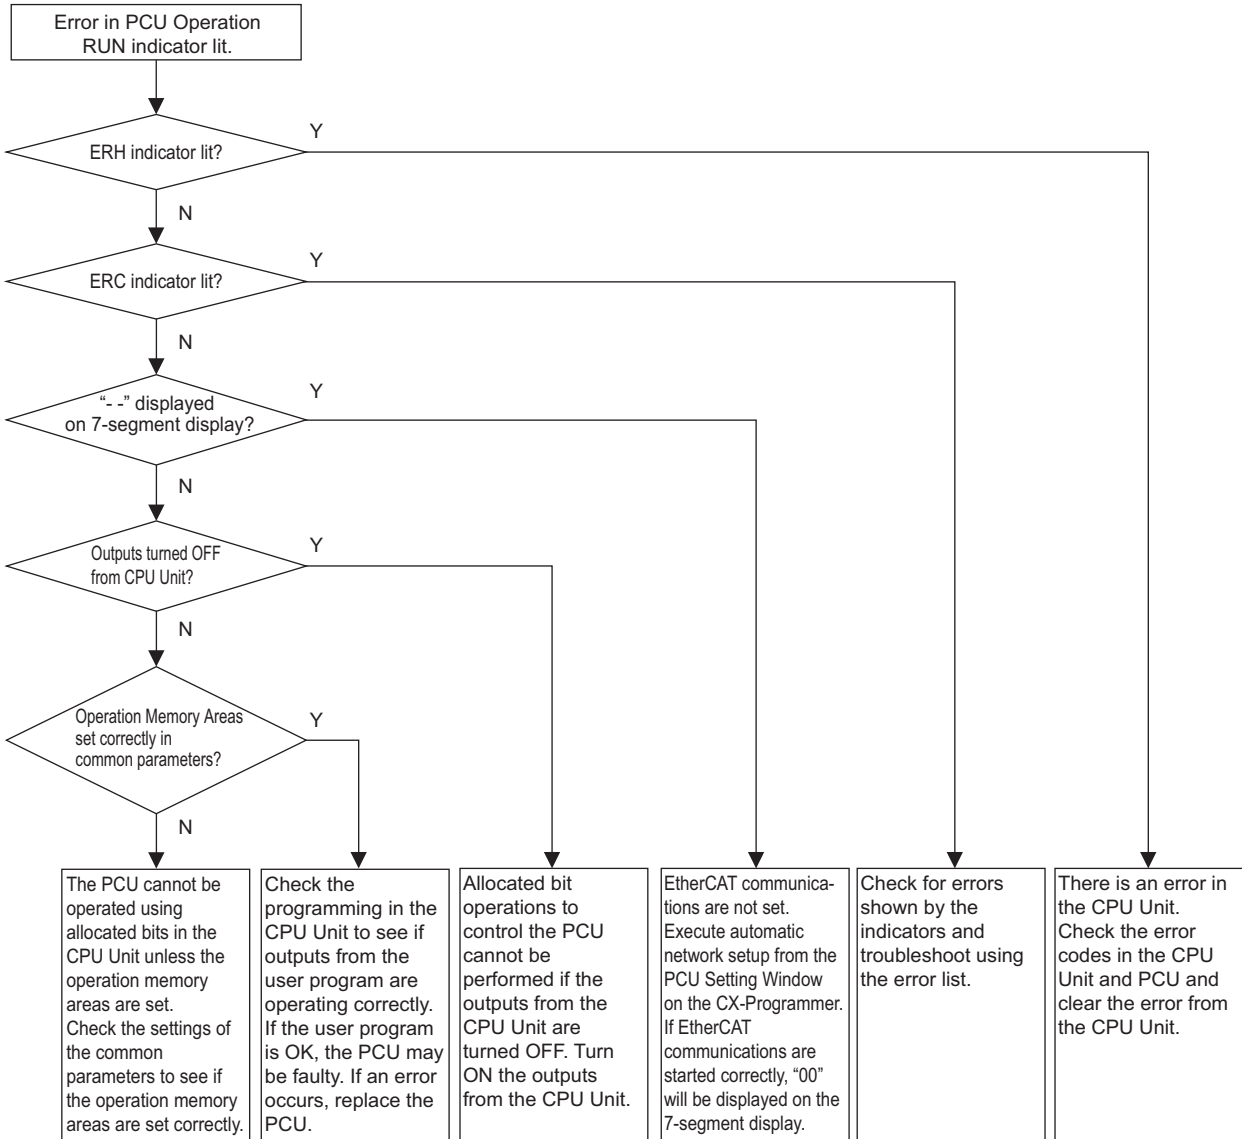 Error in PCU Operation
RUN indicator lit.
ERH indicator lit?
Y
N
ERC indicator lit?
Y
N
“- -” displayed
on 7-segment display?
Y
N
Outputs turned OFF
from CPU Unit?
Y
N
Operation Memory Areas
set correctly in
common parameters?
Y
N
The PCU cannot be
operated using
allocated bits in the
CPU Unit unless the
operation memory
areas are set.
Check the settings of
the common
parameters to see if
the operation memory
areas are set correctly.
Check the
programming in the
CPU Unit to see if
outputs from the
user program are
operating correctly.
If the user program
is OK, the PCU may
be faulty. If an error
occurs, replace the
PCU.
Allocated bit
operations to
control the PCU
cannot be
performed if the
outputs from the
CPU Unit are
turned OFF. Turn
ON the outputs
from the CPU Unit.
EtherCAT communica-
tions are not set.
Execute automatic
network setup from the
PCU Setting Window
on the CX-Programmer.
If EtherCAT
communications are
started correctly, “00”
will be displayed on the
7-segment display.
Check for errors
shown by the
indicators and
troubleshoot using
the error list.
There is an error in
the CPU Unit.
Check the error
codes in the CPU
Unit and PCU and
clear the error from
the CPU Unit.